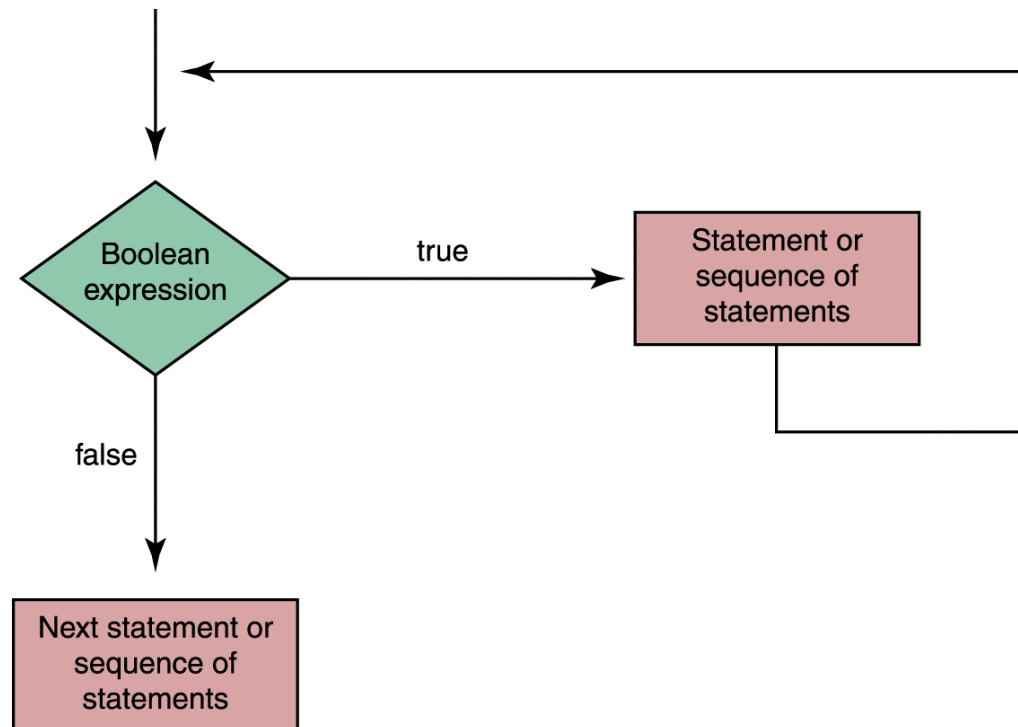 Boolean
expression
true
Statement or
sequence of
statements
false
Next statement or
sequence of
statements